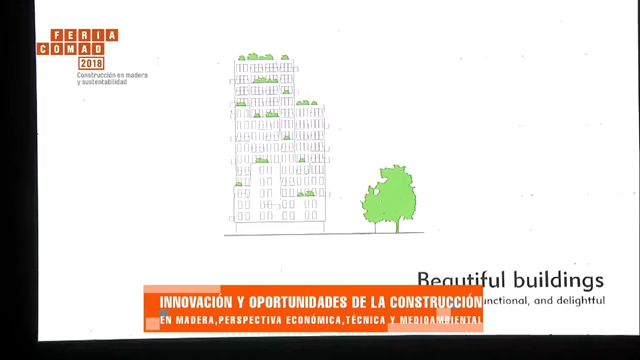 FERIA
COMAD
2018
Construcción en madera
y sustentabilidad
Beautiful buildings
unctional, and delightful
INNOVACIÓN Y OPORTUNIDADES DE LA CONSTRUCCIÓN
EN MADERA, PERSPECTIVA ECONÓMICA, TÉCNICA Y MEDIOAMBIENTAL